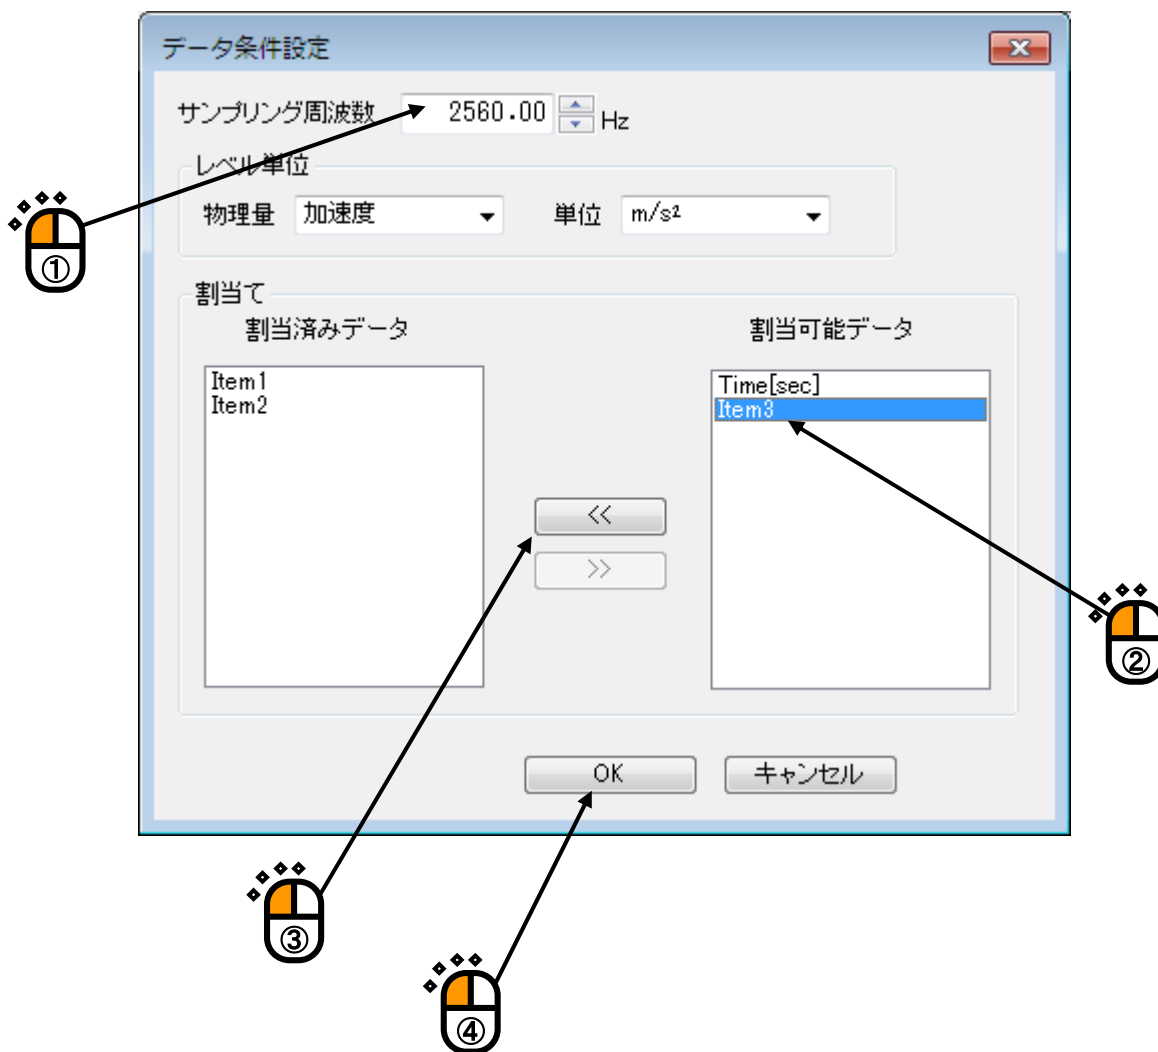 データ条件設定
サンプリング周波数 2560.00 Hz
レベル単位
物理量 加速度 単位 m/s²
①
割当て
割当済みデータ 割当可能データ
Item1
Item2
Time[sec]
Item3
<<
>>
②
OK キャンセル
③
④